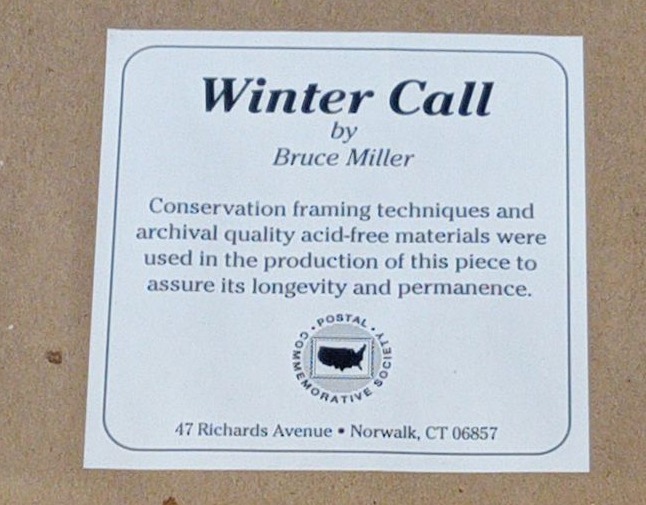 Winter Call
by
Bruce Miller
Conservation framing techniques and
archival quality acid-free materials were
used in the production of this piece to
assure its longevity and permanence.
• POSTAL •
COMMEMORATIVE SOCIETY
47 Richards Avenue • Norwalk, CT 06857